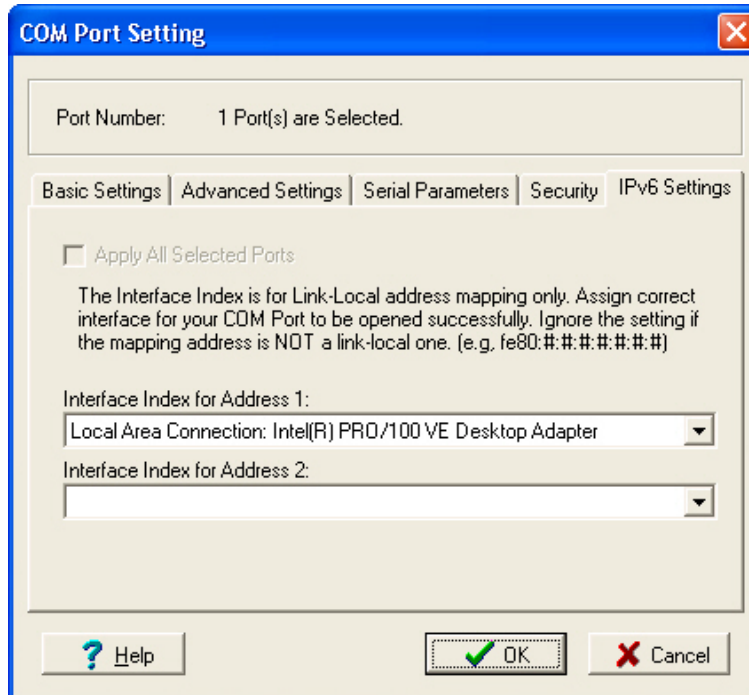 COM Port Setting
Port Number: 1 Port(s) are Selected.
Basic Settings Advanced Settings Serial Parameters Security IPv6 Settings
Apply All Selected Ports
The Interface Index is for Link-Local address mapping only. Assign correct
interface for your COM Port to be opened successfully. Ignore the setting if
the mapping address is NOT a link-local one. (e.g, fe80:#:#:#:#:#:#:#)
Interface Index for Address 1:
Local Area Connection: Intel(R) PRO/100 VE Desktop Adapter
Interface Index for Address 2:
Help OK Cancel